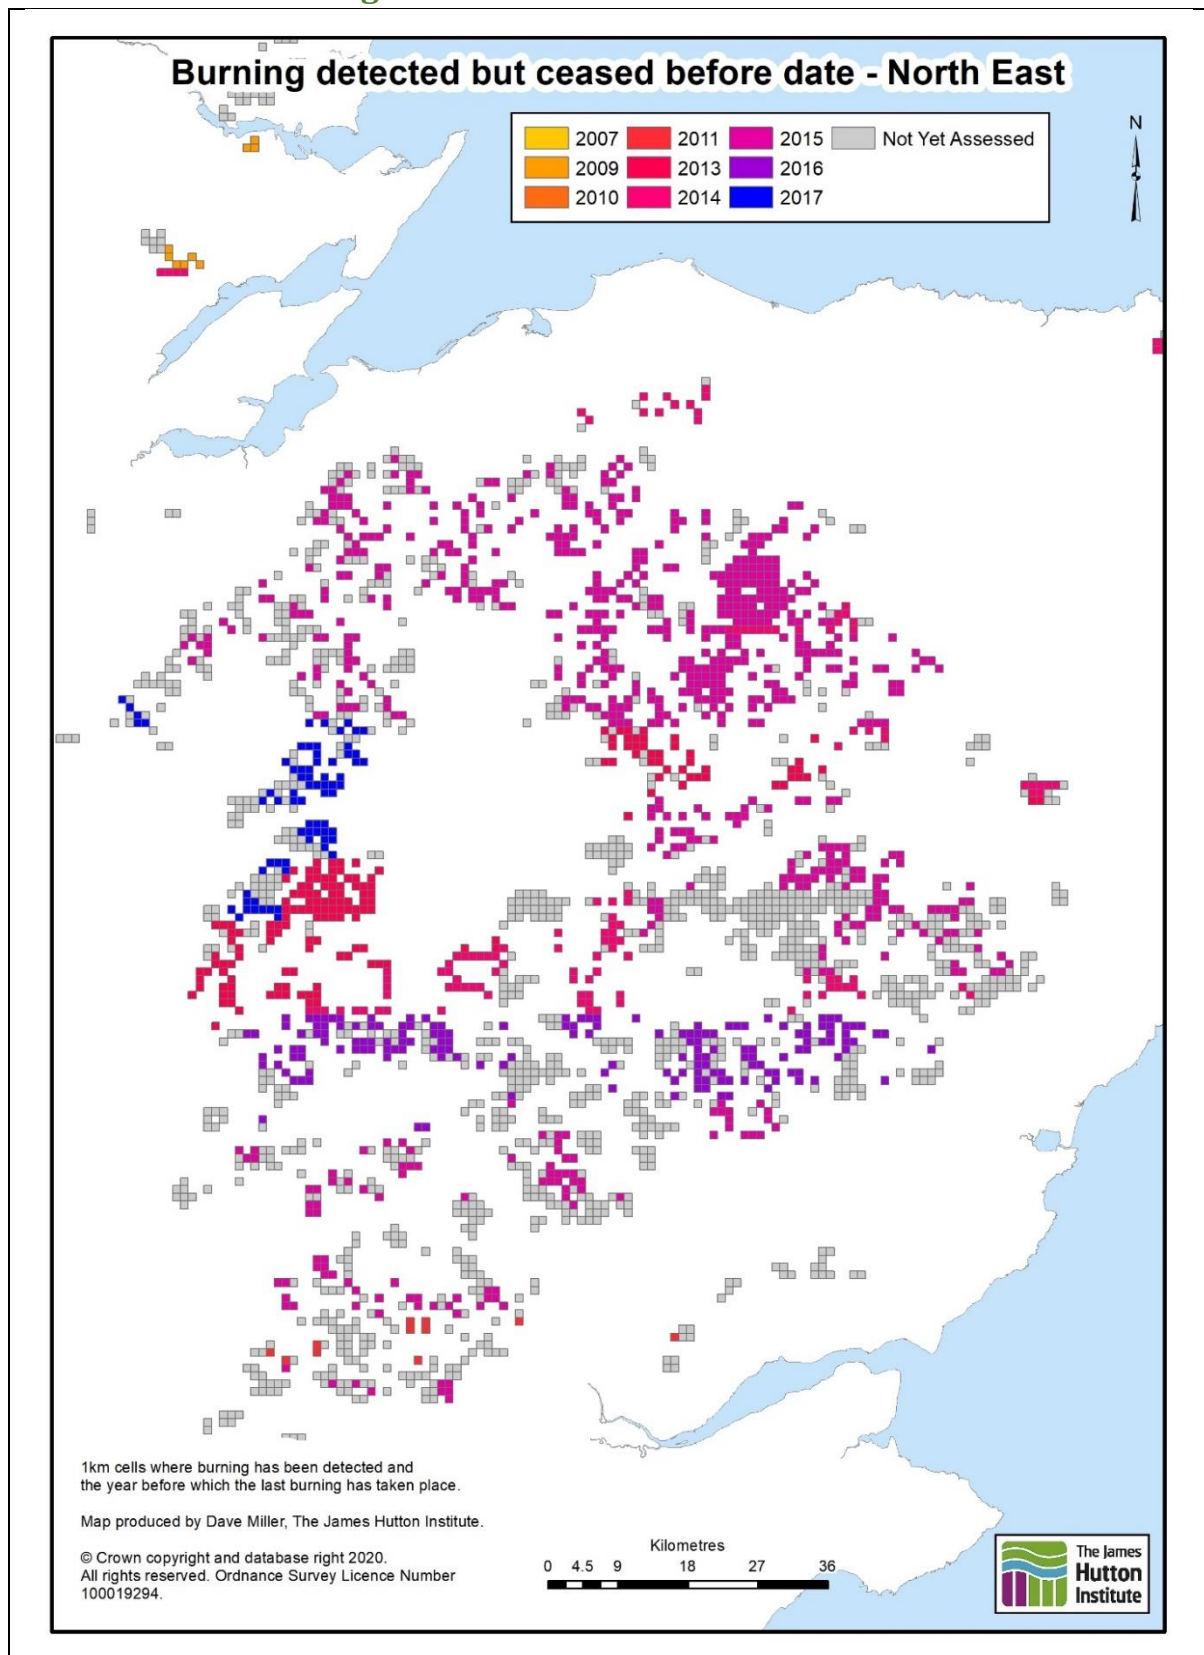 Burning detected but ceased before date - North East
2007
2011
2015
Not Yet Assessed
2009
2013
2016
2010
2014
2017
N
1km cells where burning has been detected and
the year before which the last burning has taken place.
Map produced by Dave Miller, The James Hutton Institute.
© Crown copyright and database right 2020.
All rights reserved. Ordnance Survey Licence Number
100019294.
Kilometres
0 4.5 9 18 27 36
The James
Hutton
Institute